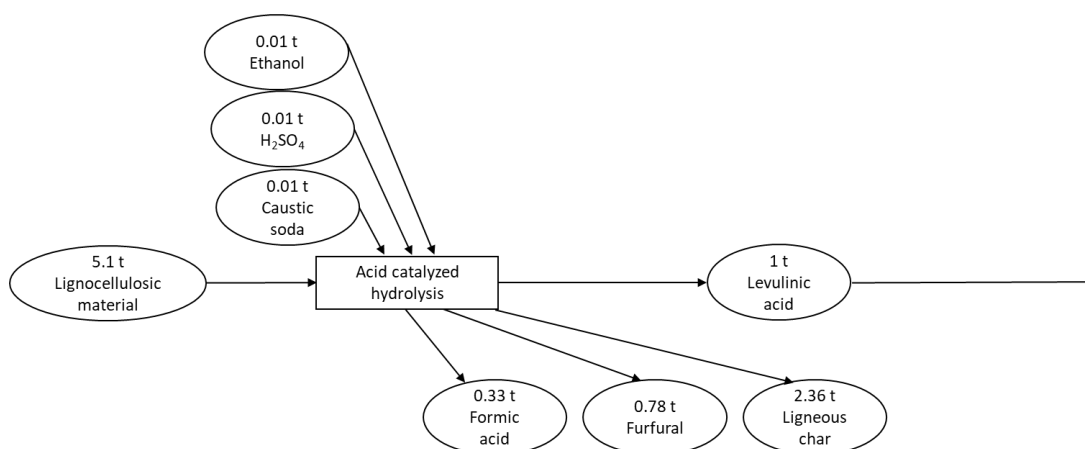 0.01 t
Ethanol
0.01 t
H₂SO₄
0.01 t
Caustic
soda
5.1 t
Lignocellulosic
material
Acid catalyzed
hydrolysis
1 t
Levulinic
acid
0.33 t
Formic
acid
0.78 t
Furfural
2.36 t
Ligneous
char